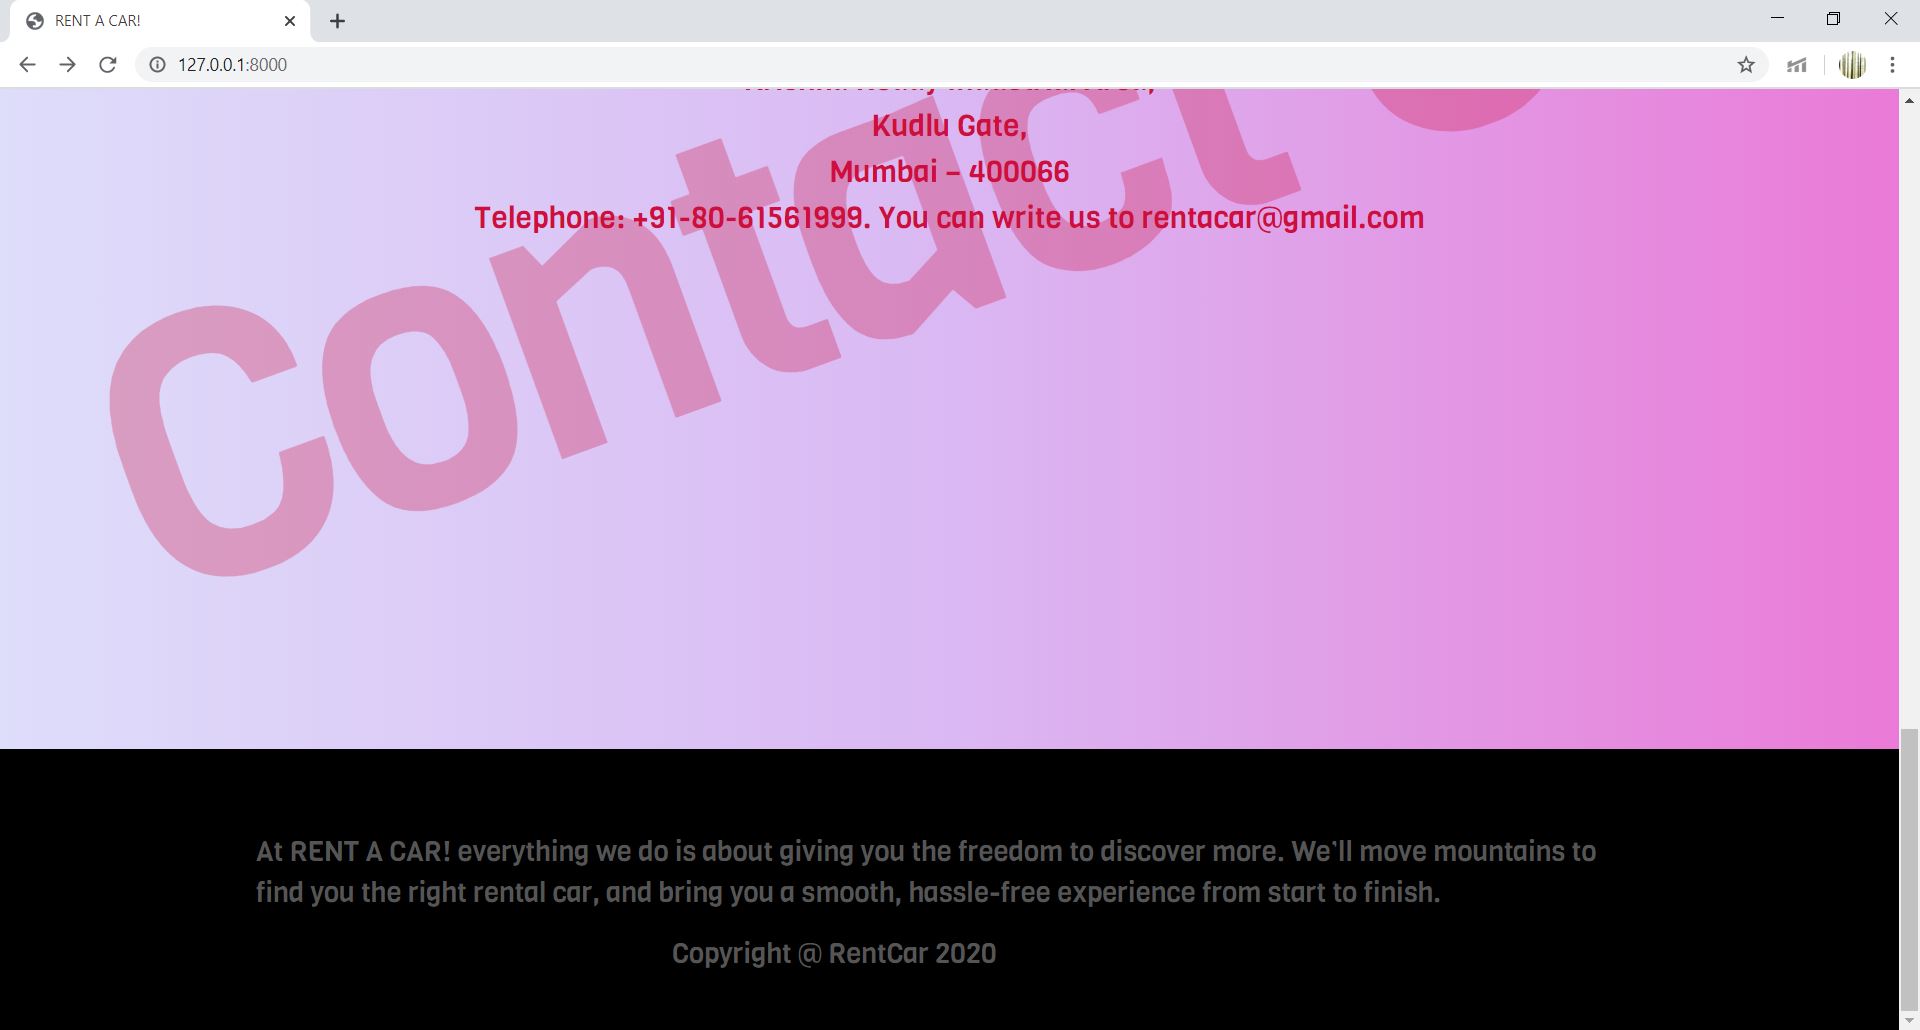 RENT A CAR!
127.0.0.1:8000
Kudlu Gate,
Mumbai – 400066
Telephone: +91-80-61561999. You can write us to rentacar@gmail.com
Contact
At RENT A CAR! everything we do is about giving you the freedom to discover more. We'll move mountains to
find you the right rental car, and bring you a smooth, hassle-free experience from start to finish.
Copyright @ RentCar 2020